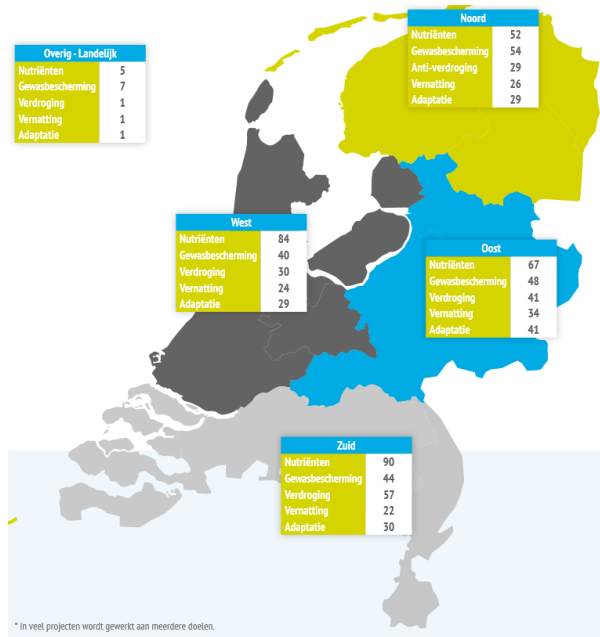 Noord
Nutriënten 52
Gewasbescherming 54
Anti-verdroging 29
Vernatting 26
Adaptatie 29
Overig - Landelijk
Nutriënten 5
Gewasbescherming 7
Verdroging 1
Vernatting 1
Adaptatie 1
West
Nutriënten 84
Gewasbescherming 40
Verdroging 30
Vernatting 24
Adaptatie 29
Oost
Nutriënten 67
Gewasbescherming 48
Verdroging 41
Vernatting 34
Adaptatie 41
Zuid
Nutriënten 90
Gewasbescherming 44
Verdroging 57
Vernatting 22
Adaptatie 30
* In veel projecten wordt gewerkt aan meerdere doelen.